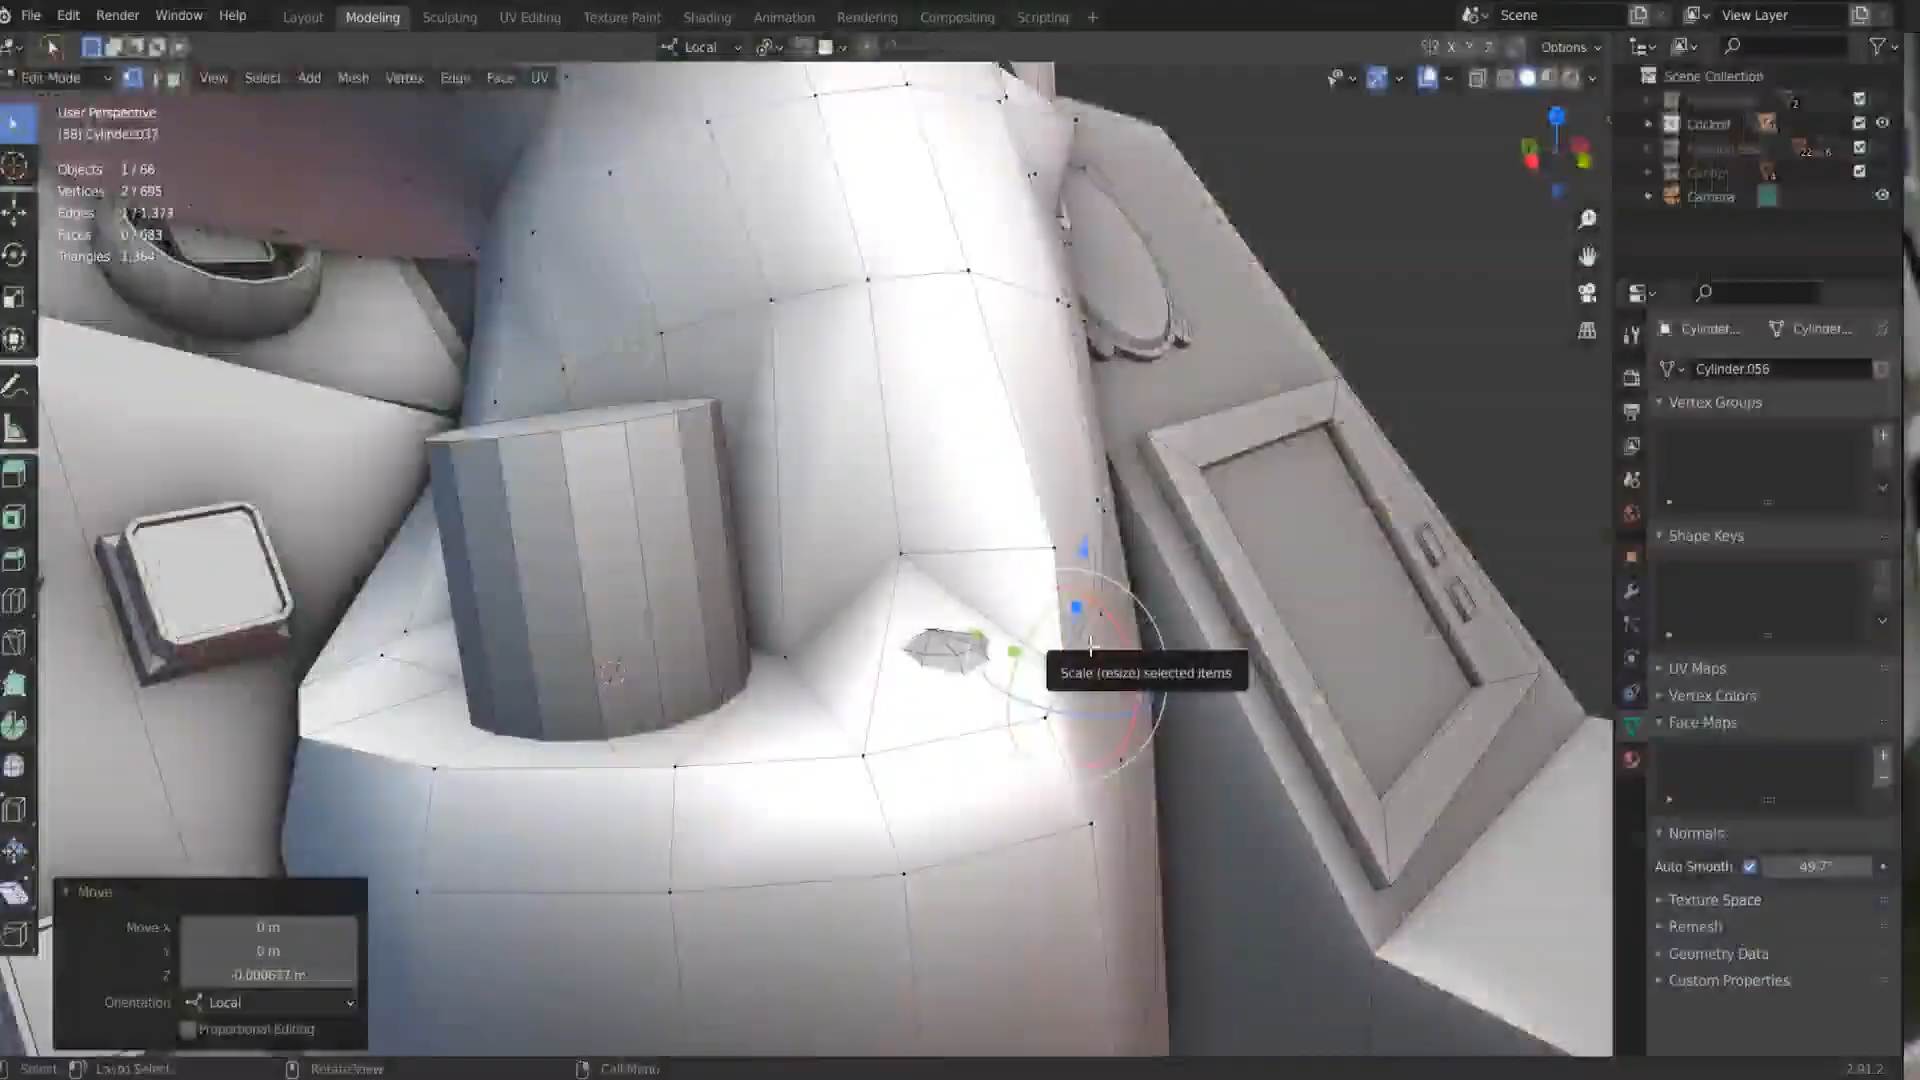 File Edit Render Window Help
Layout Modeling Sculpting UV Editing Texture Paint Shading Animation Rendering Compositing Scripting +
Scene
View Layer
Local
X Y Z
Options
Edit Mode
View Select Add Mesh Vertex Edge Face UV
User Perspective
Objects 1 / 66
Vertices 2 / 695
Edges 1 / 1,373
Faces 0 / 683
Triangles 1,364
Scene Collection
Cockpit
Camera
Cylinder... Cylinder...
Cylinder.056
Vertex Groups
Shape Keys
UV Maps
Vertex Colors
Face Maps
Normals
Auto Smooth 49.7°
Texture Space
Remesh
Geometry Data
Custom Properties
Scale (resize) selected items
Move
Move X 0 m
Y 0 m
Z
Orientation Local
Proportional Editing
Select Lasso Select Rotate View Call Menu
2.91.2